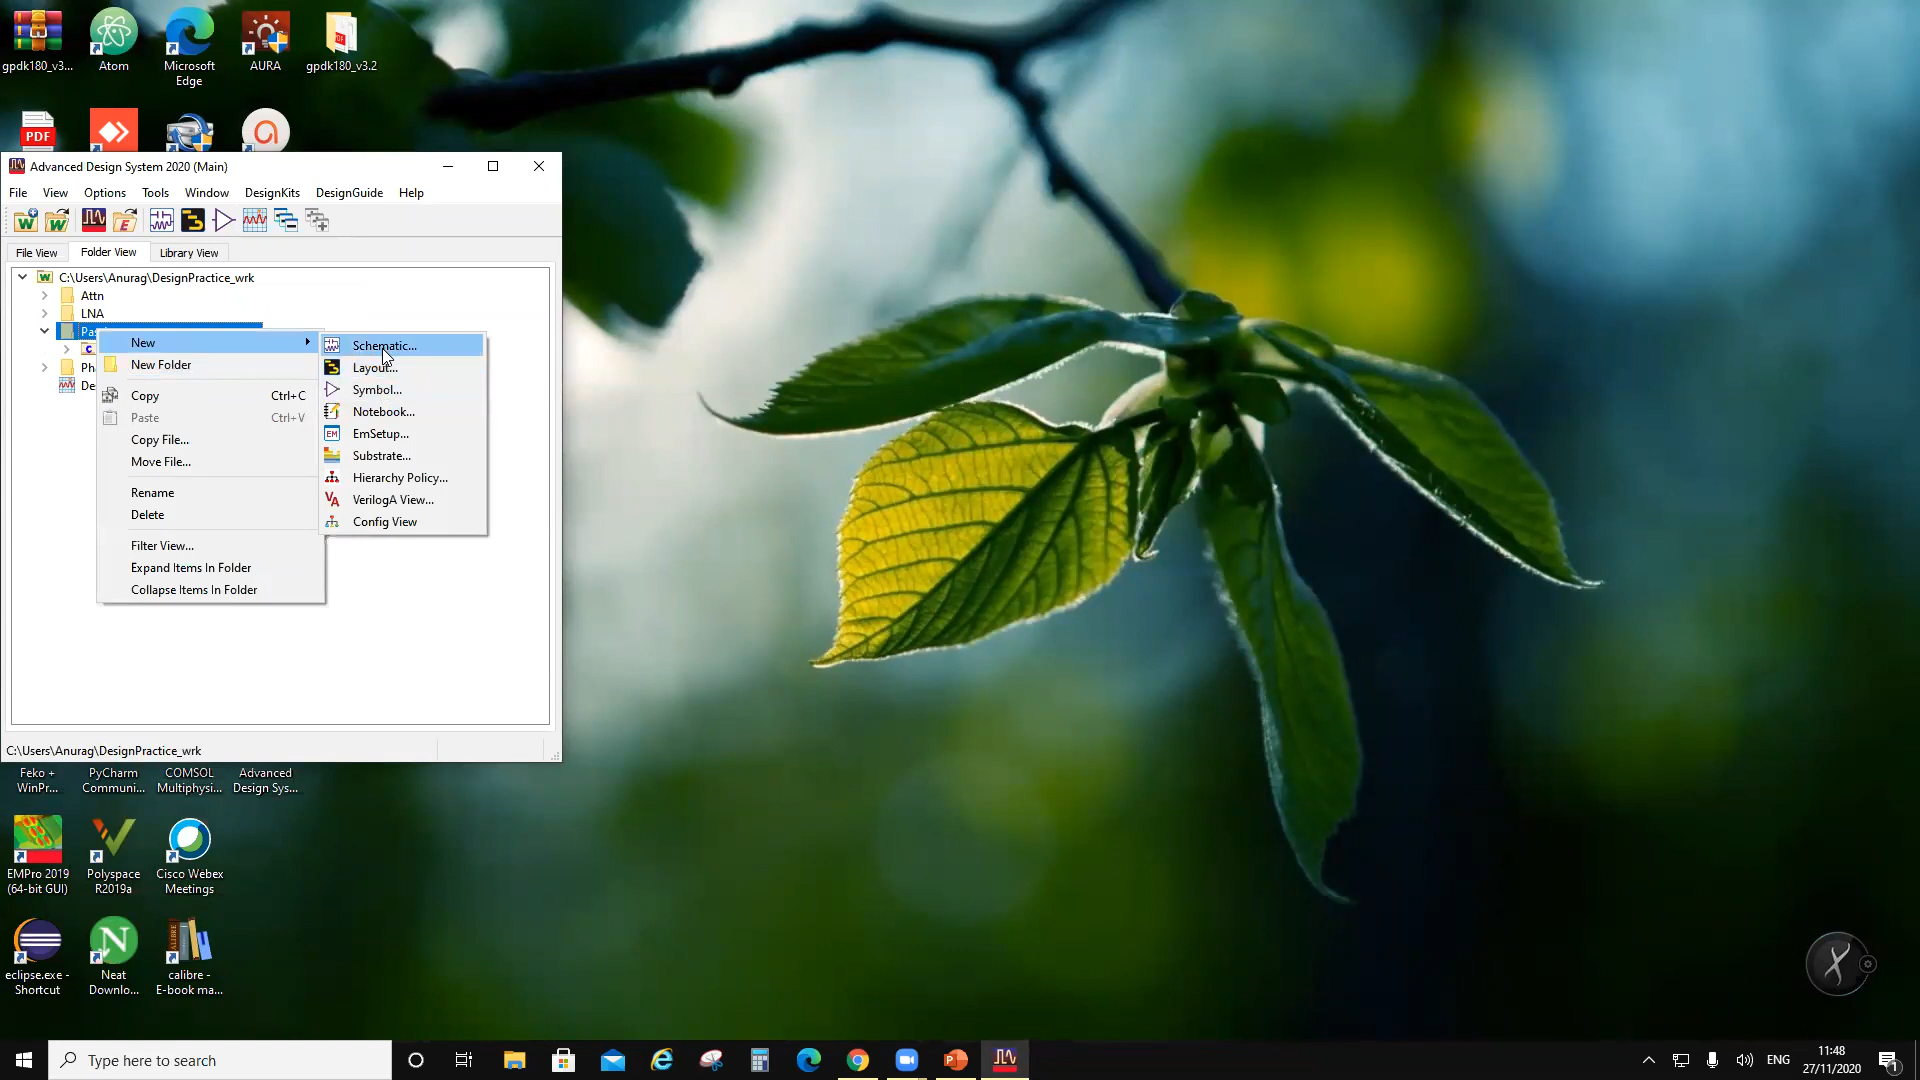 gpdk180_v3...
Atom
Microsoft
Edge
AURA
gpdk180_v3.2
PDF
Advanced Design System 2020 (Main)
File View Options Tools Window DesignKits DesignGuide Help
File View Folder View Library View
C:\Users\Anurag\DesignPractice_wrk
Attn
LNA
New
New Folder
Copy Ctrl+C
Paste Ctrl+V
Copy File...
Move File...
Rename
Delete
Filter View...
Expand Items In Folder
Collapse Items In Folder
Schematic...
Layout...
Symbol...
Notebook...
EmSetup...
Substrate...
Hierarchy Policy...
VerilogA View...
Config View
C:\Users\Anurag\DesignPractice_wrk
Feko +
WinPr...
PyCharm
Communi...
COMSOL
Multiphysi...
Advanced
Design Sys...
EMPro 2019
(64-bit GUI)
Polyspace
R2019a
Cisco Webex
Meetings
eclipse.exe -
Shortcut
Neat
Downlo...
calibre -
E-book ma...
Type here to search
ENG
11:48
27/11/2020
1